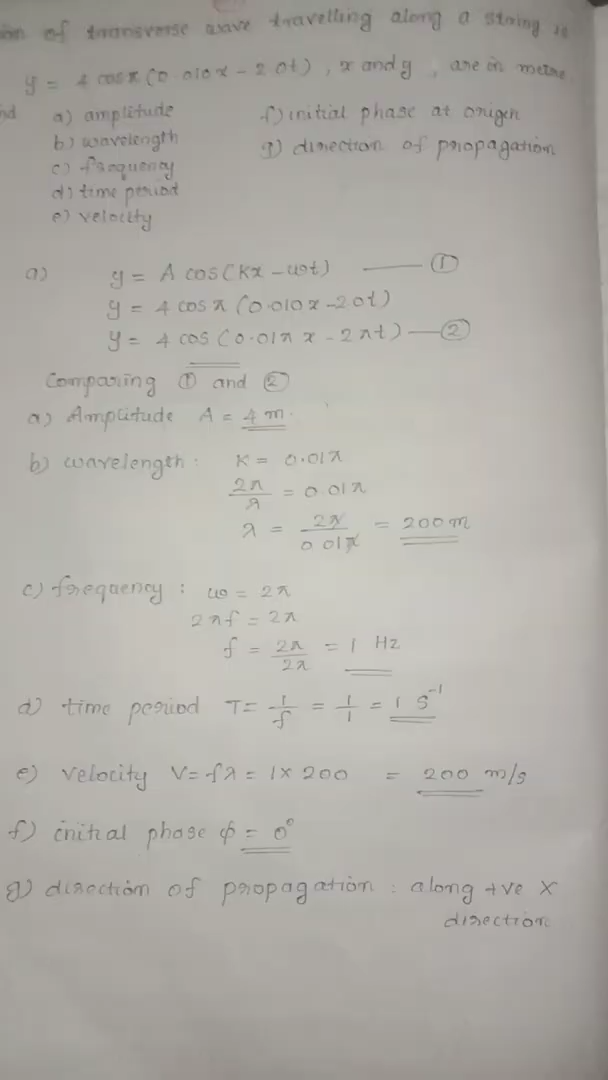 of transverse wave travelling along a string is
y = 4 cos π (0.010x - 2.0t), x and y, are in metre
a) amplitude f) initial phase at origin
b) wavelength g) direction of propagation
c) frequency
d) time period
e) velocity
a) y = A cos (kx - ωt) —— ①
y = 4 cos π (0.010x - 2.0t)
y = 4 cos (0.01π x - 2πt) — ②
Comparing ① and ②
a) Amplitude A = 4 m.
b) wavelength : K = 0.01π
2π/λ = 0.01π
λ = 2π/0.01π = 200 m
c) frequency : ω = 2π
2πf = 2π
f = 2π/2π = 1 Hz
d) time period T = 1/f = 1/1 = 1 S⁻¹
e) velocity V = fλ = 1 x 200 = 200 m/s
f) initial phase ϕ = 0°
g) direction of propagation : along +ve X
direction